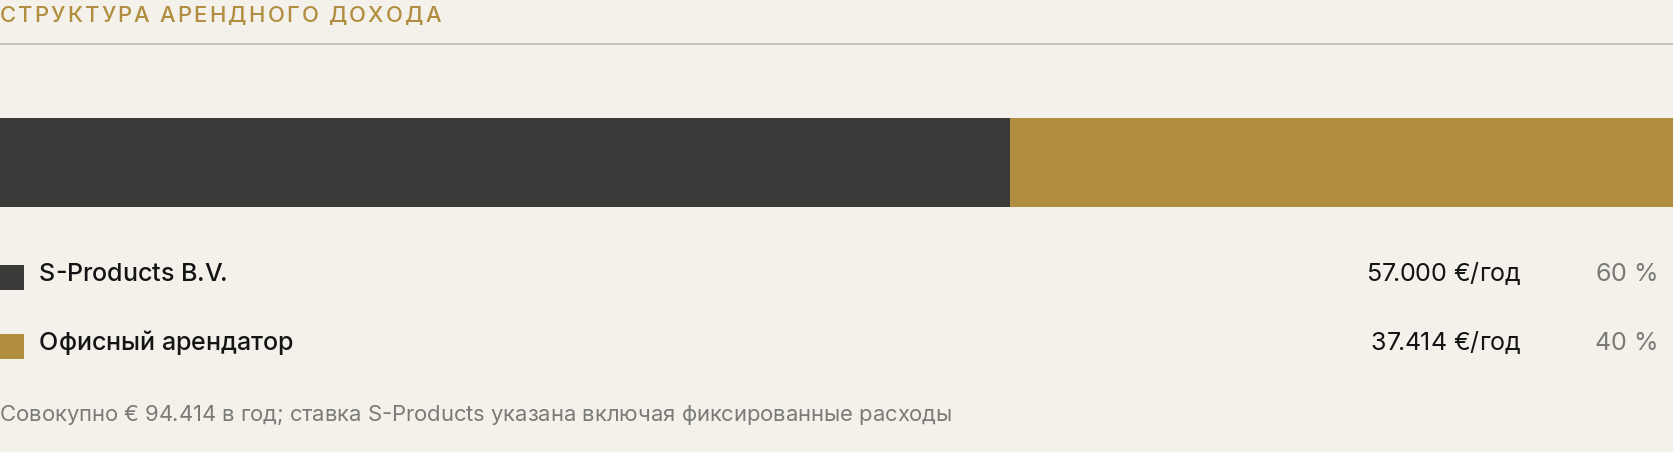 СТРУКТУРА АРЕНДНОГО ДОХОДА
S-Products B.V. 57.000 €/год 60 %
Офисный арендатор 37.414 €/год 40 %
Совокупно € 94.414 в год; ставка S-Products указана включая фиксированные расходы